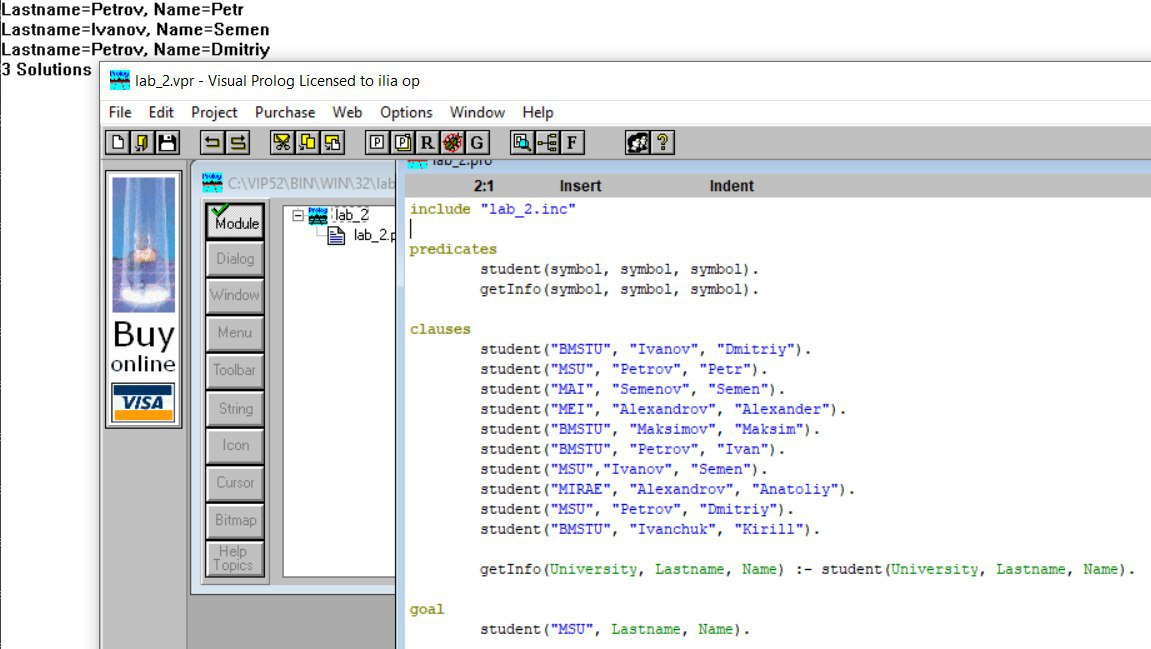 Lastname=Petrov, Name=Petr
Lastname=Ivanov, Name=Semen
Lastname=Petrov, Name=Dmitriy
3 Solutions
lab_2.vpr - Visual Prolog Licensed to ilia op
File Edit Project Purchase Web Options Window Help
P P R G F ?
C:\VIP52\BIN\WIN\32\lab
lab_2.pro
2:1 Insert Indent
Module
Dialog
Window
Menu
Toolbar
String
Icon
Cursor
Bitmap
Help
Topics
lab_2
lab_2.p
Buy
online
VISA
include "lab_2.inc"
predicates
student(symbol, symbol, symbol).
getInfo(symbol, symbol, symbol).
clauses
student("BMSTU", "Ivanov", "Dmitriy").
student("MSU", "Petrov", "Petr").
student("MAI", "Semenov", "Semen").
student("MEI", "Alexandrov", "Alexander").
student("BMSTU", "Maksimov", "Maksim").
student("BMSTU", "Petrov", "Ivan").
student("MSU","Ivanov", "Semen").
student("MIRAE", "Alexandrov", "Anatoliy").
student("MSU", "Petrov", "Dmitriy").
student("BMSTU", "Ivanchuk", "Kirill").
getInfo(University, Lastname, Name) :- student(University, Lastname, Name).
goal
student("MSU", Lastname, Name).